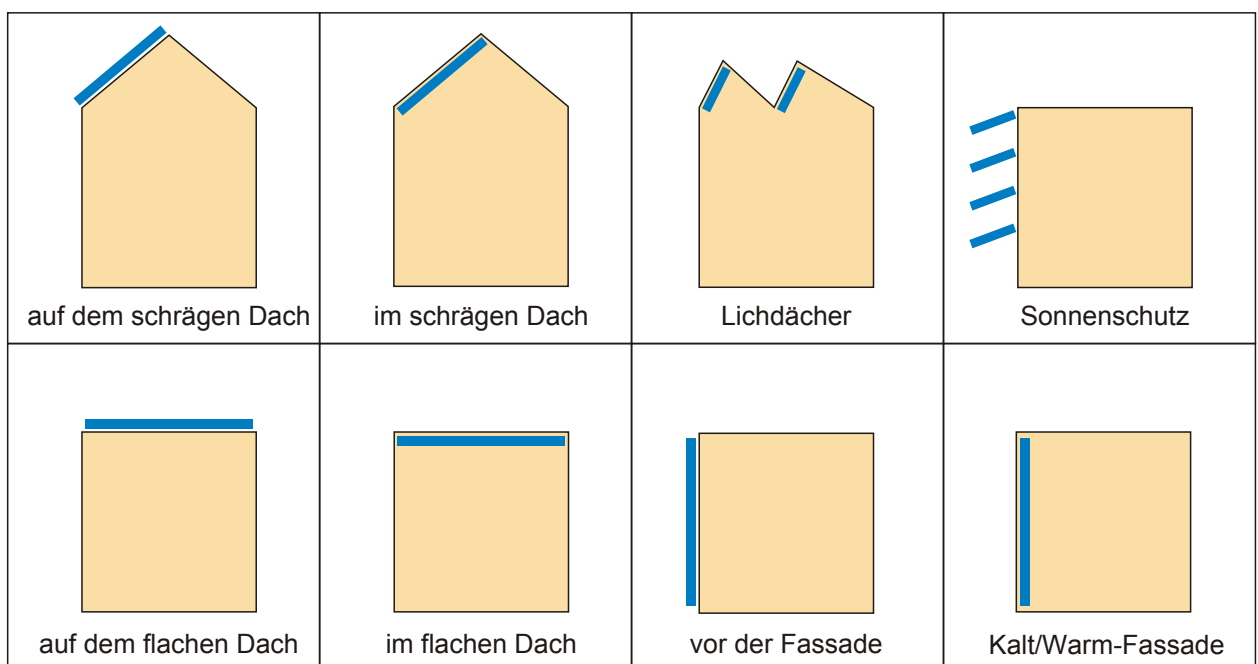 auf dem schrägen Dach
im schrägen Dach
Lichdächer
Sonnenschutz
auf dem flachen Dach
im flachen Dach
vor der Fassade
Kalt/Warm-Fassade